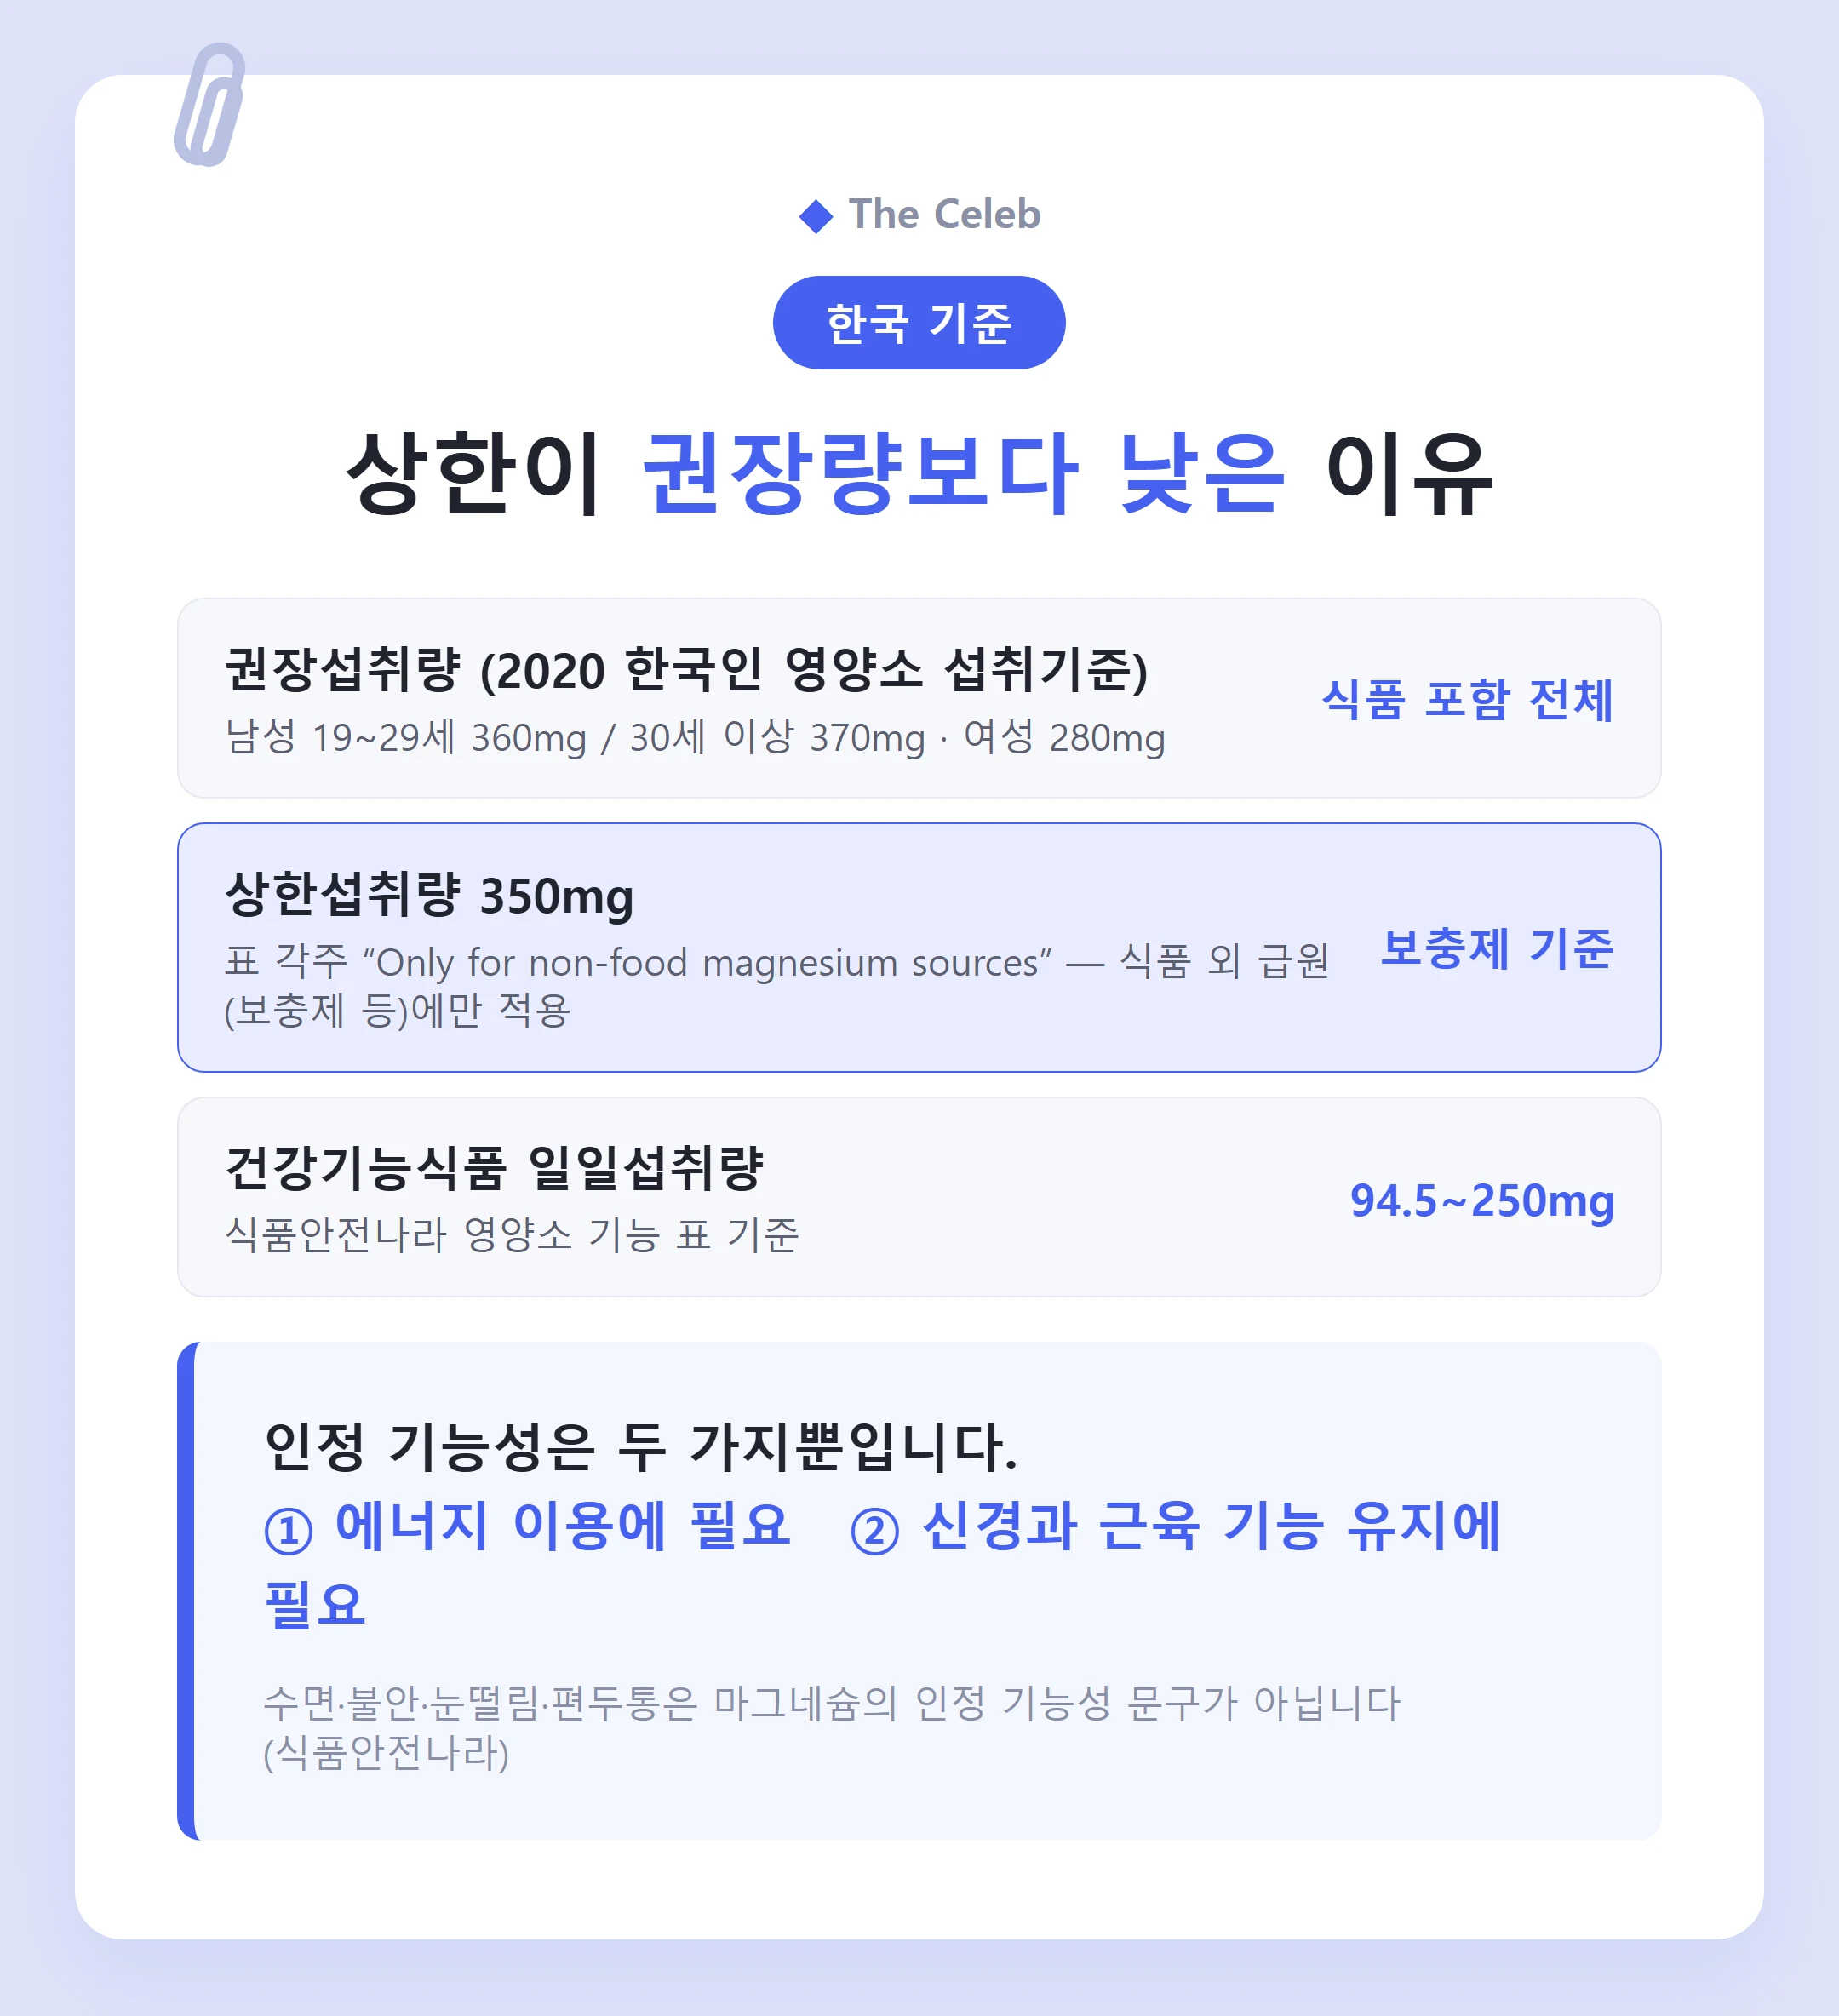 ◆ The Celeb
한국 기준
상한이 권장량보다 낮은 이유
권장섭취량 (2020 한국인 영양소 섭취기준)
남성 19~29세 360mg / 30세 이상 370mg · 여성 280mg
식품 포함 전체
상한섭취량 350mg
표 각주 “Only for non-food magnesium sources” — 식품 외 급원
(보충제 등)에만 적용
보충제 기준
건강기능식품 일일섭취량
식품안전나라 영양소 기능 표 기준
94.5~250mg
인정 기능성은 두 가지뿐입니다.
① 에너지 이용에 필요 ② 신경과 근육 기능 유지에
필요
수면·불안·눈떨림·편두통은 마그네슘의 인정 기능성 문구가 아닙니다
(식품안전나라)